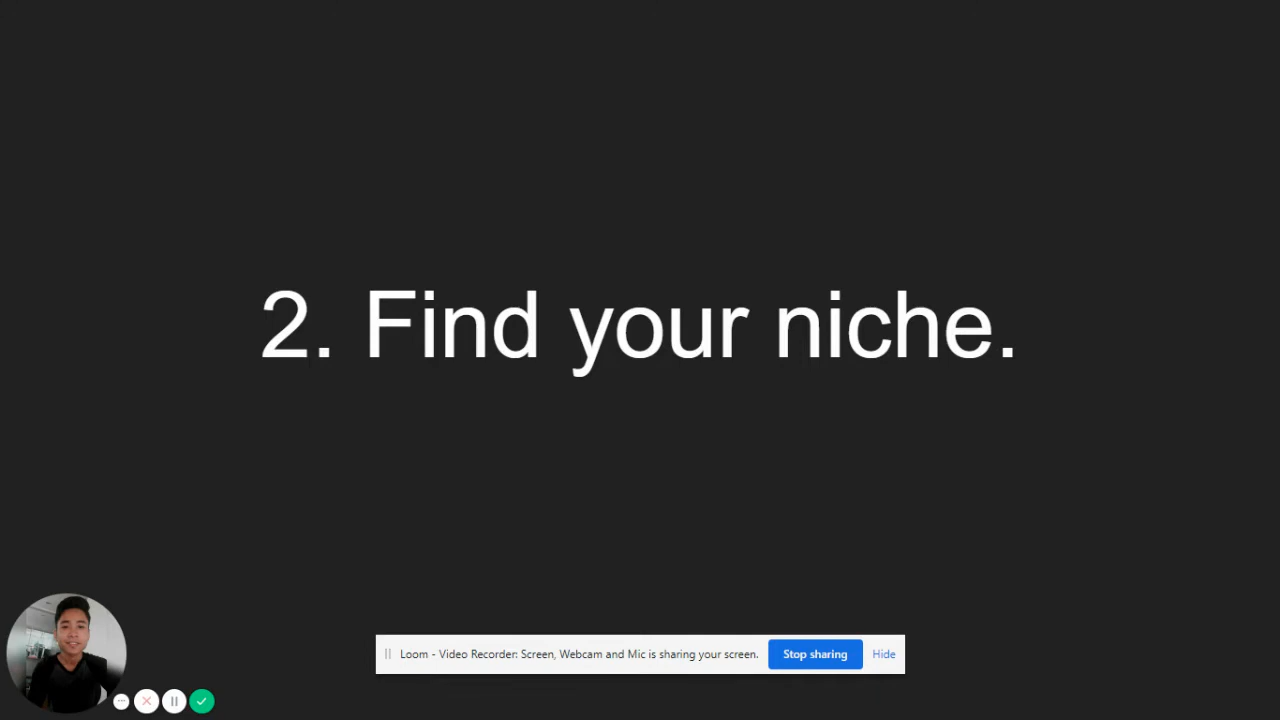 2. Find your niche.
Loom - Video Recorder: Screen, Webcam and Mic is sharing your screen. Stop sharing Hide